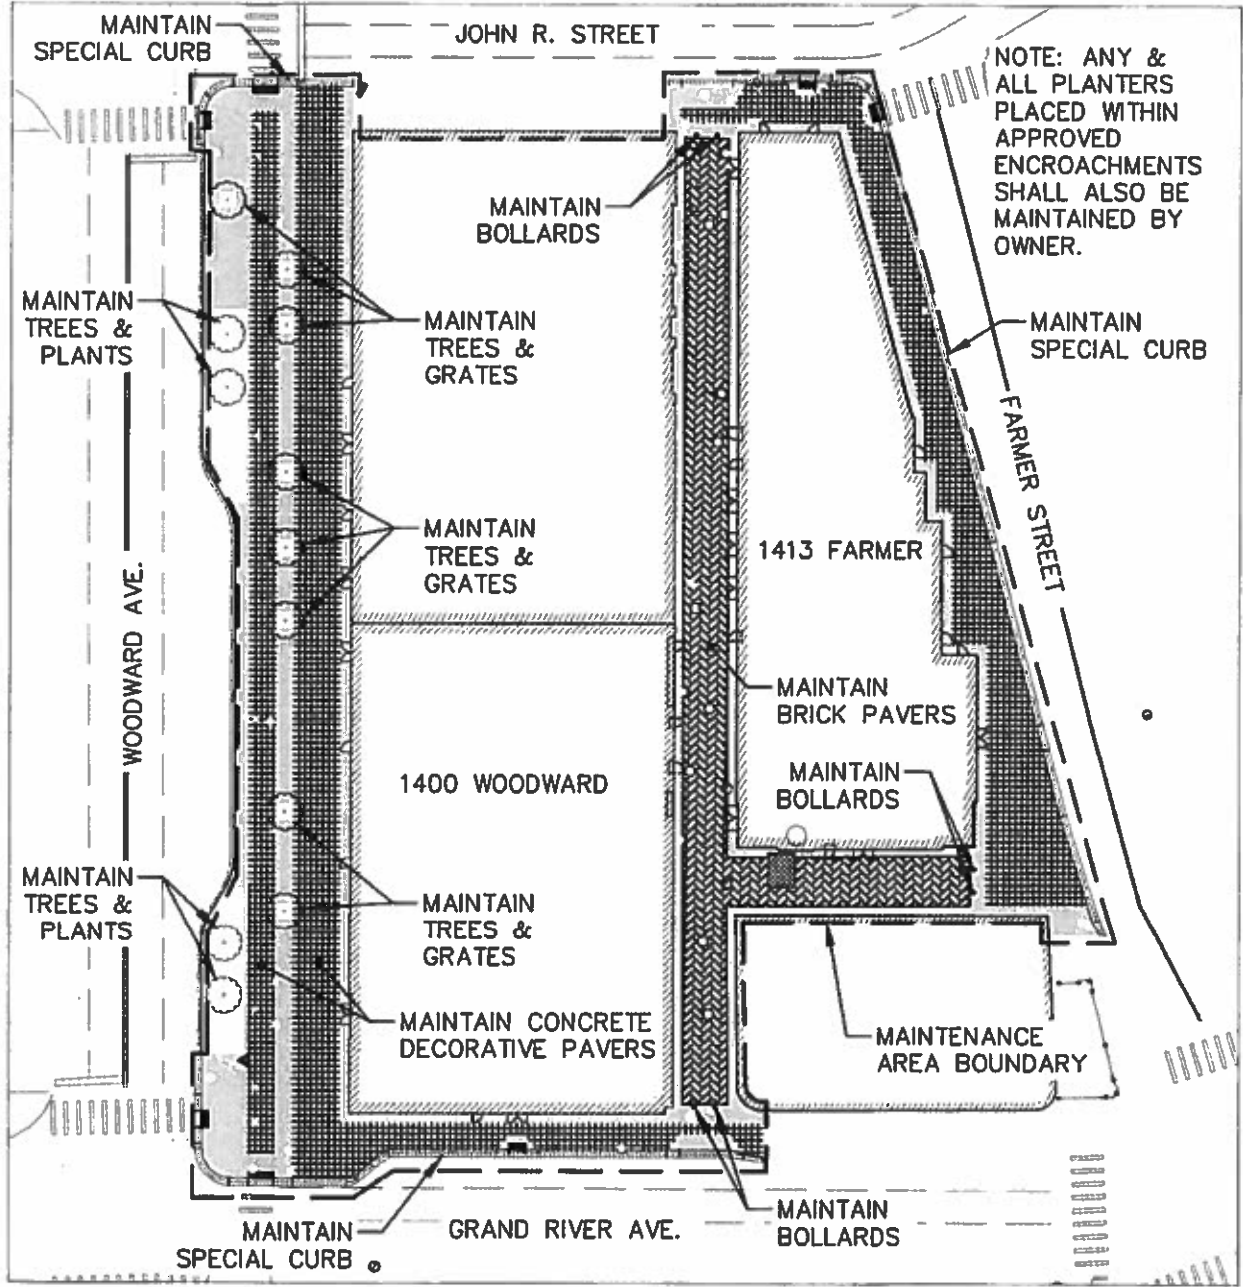 MAINTAIN
SPECIAL CURB
JOHN R. STREET
NOTE: ANY &
ALL PLANTERS
PLACED WITHIN
APPROVED
ENCROACHMENTS
SHALL ALSO BE
MAINTAINED BY
OWNER.
MAINTAIN
BOLLARDS
MAINTAIN
TREES &
PLANTS
MAINTAIN
TREES &
GRATES
MAINTAIN
SPECIAL CURB
FARMER STREET
MAINTAIN
TREES &
GRATES
1413 FARMER
WOODWARD AVE.
MAINTAIN
BRICK PAVERS
1400 WOODWARD
MAINTAIN
BOLLARDS
MAINTAIN
TREES &
PLANTS
MAINTAIN
TREES &
GRATES
MAINTAIN CONCRETE
DECORATIVE PAVERS
MAINTENANCE
AREA BOUNDARY
MAINTAIN
SPECIAL CURB
GRAND RIVER AVE.
MAINTAIN
BOLLARDS